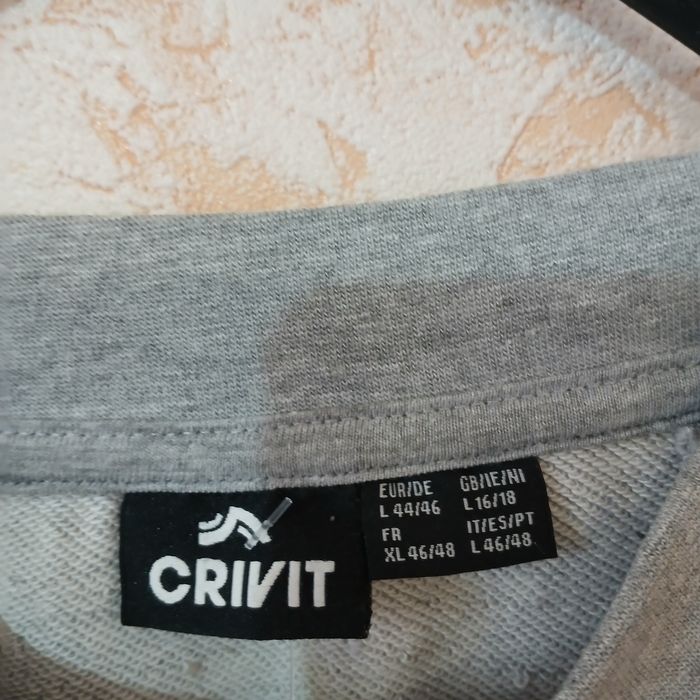 CRIVIT
EUR/DE GB/IE/NI
L 44/46 L 16/18
FR IT/ES/PT
XL 46/48 L 46/48